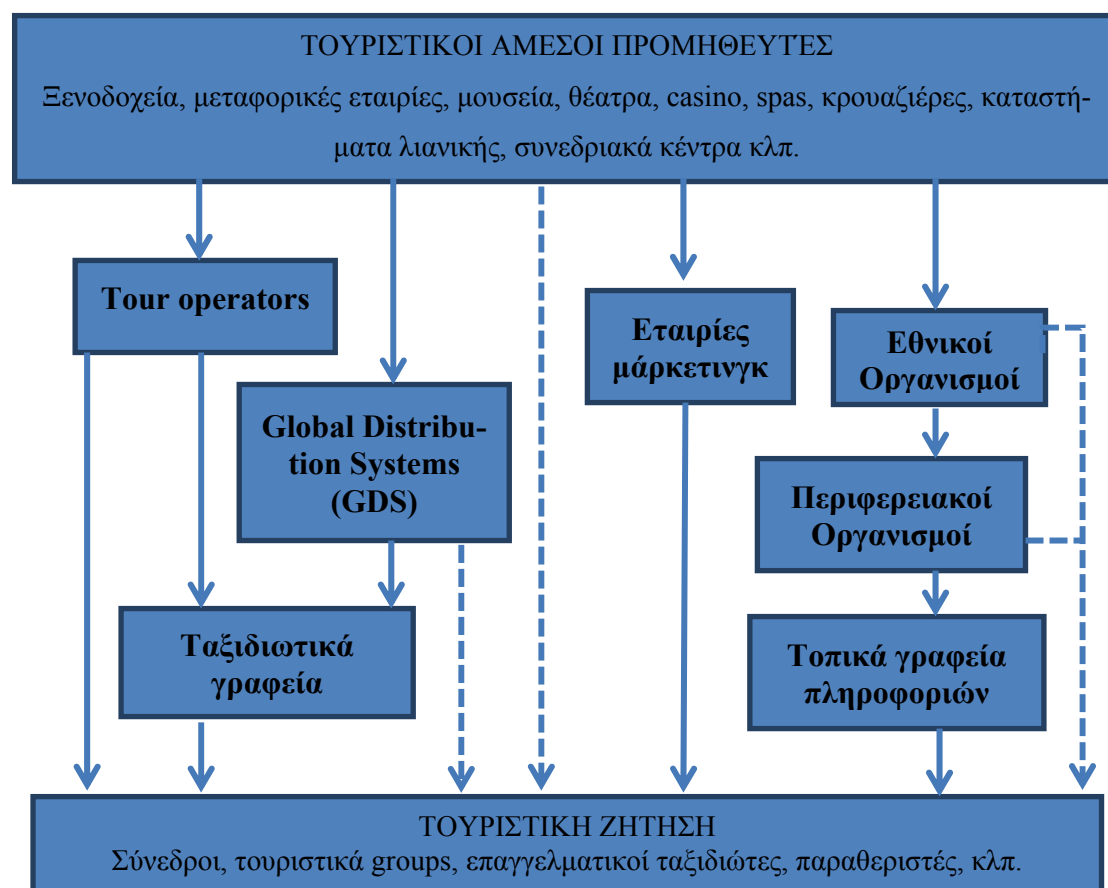 ΤΟΥΡΙΣΤΙΚΟΙ ΑΜΕΣΟΙ ΠΡΟΜΗΘΕΥΤΈΣ
Ξενοδοχεία, μεταφορικές εταιρίες, μουσεία, θέατρα, casino, spas, κρουαζιέρες, καταστή-
ματα λιανικής, συνεδριακά κέντρα κλπ.
Tour operators
Εταιρίες
μάρκετινγκ
Εθνικοί
Οργανισμοί
Global Distribu-
tion Systems
(GDS)
Περιφερειακοί
Οργανισμοί
Ταξιδιωτικά
γραφεία
Τοπικά γραφεία
πληροφοριών
ΤΟΥΡΙΣΤΙΚΗ ΖΗΤΗΣΗ
Σύνεδροι, τουριστικά groups, επαγγελματικοί ταξιδιώτες, παραθεριστές, κλπ.